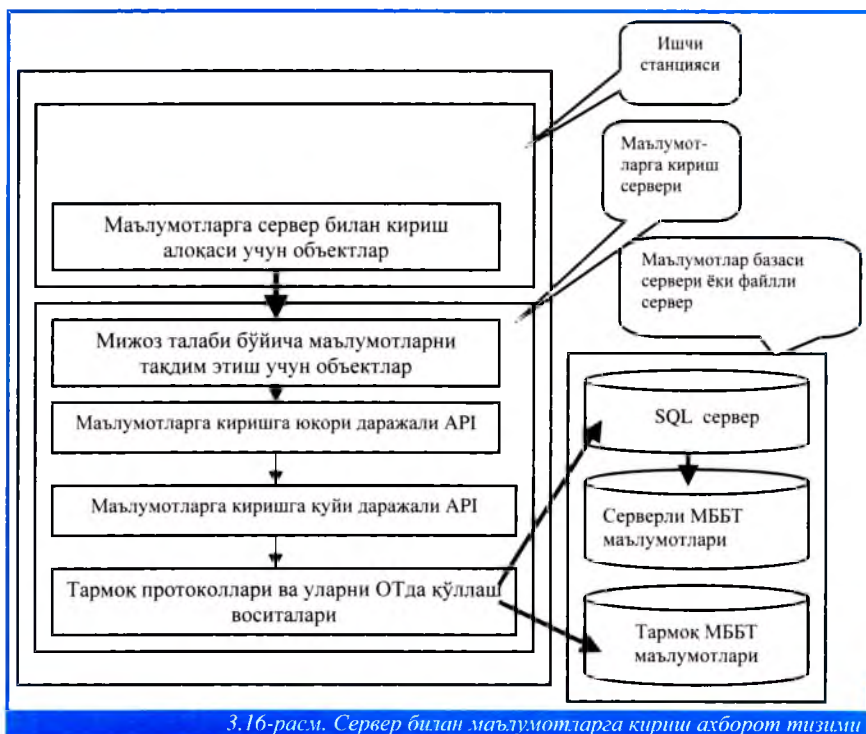 Ишчи
станцияси
Маълумот-
ларга кириш
сервери
Маълумотлар базаси
сервери ёки файлли
сервер
Маълумотларга сервер билан кириш
алоқаси учун объектлар
Мижоз талаби бўйича маълумотларни
тақдим этиш учун объектлар
Маълумотларга киришга юқори даражали API
Маълумотларга киришга қуйи даражали API
Тармоқ протоколлари ва уларни ОТда қўллаш
воситалари
SQL сервер
Серверли МББТ
маълумотлари
Тармоқ МББТ
маълумотлари
3.16-расм. Сервер билан маълумотларга кириш ахборот тизими